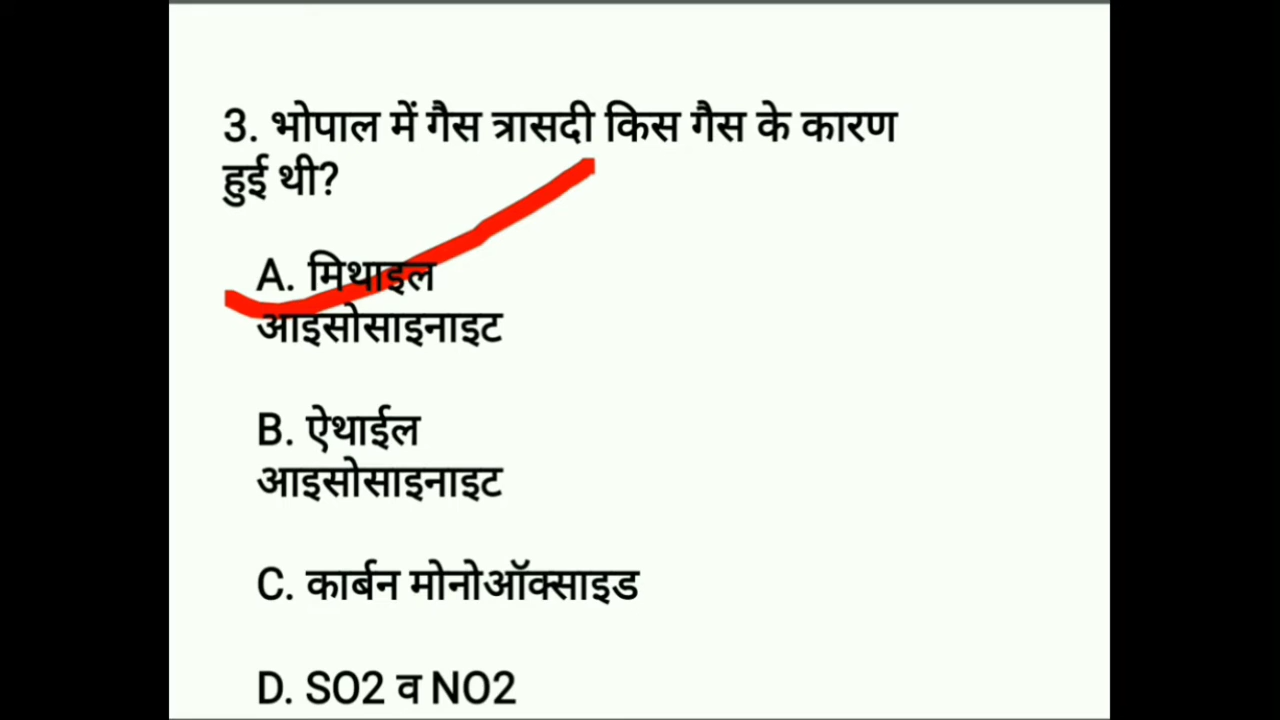 3. भोपाल में गैस त्रासदी किस गैस के कारण
हुई थी?
A. मिथाइल
आइसोसाइनाइट
B. ऐथाईल
आइसोसाइनाइट
C. कार्बन मोनोऑक्साइड
D. SO2 व NO2